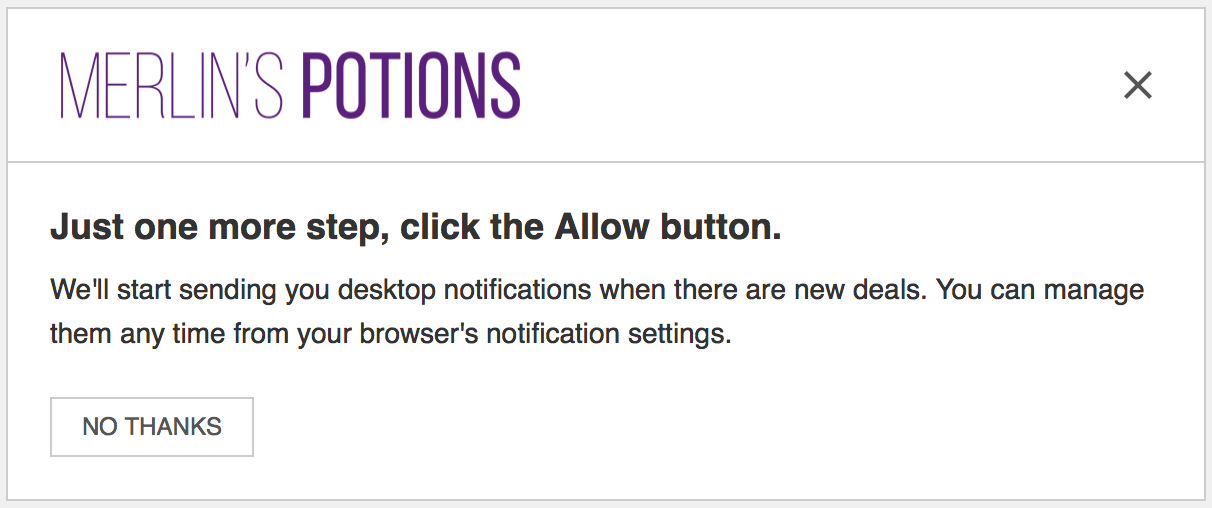 MERLIN'S POTIONS
Just one more step, click the Allow button.
We'll start sending you desktop notifications when there are new deals. You can manage
them any time from your browser's notification settings.
NO THANKS